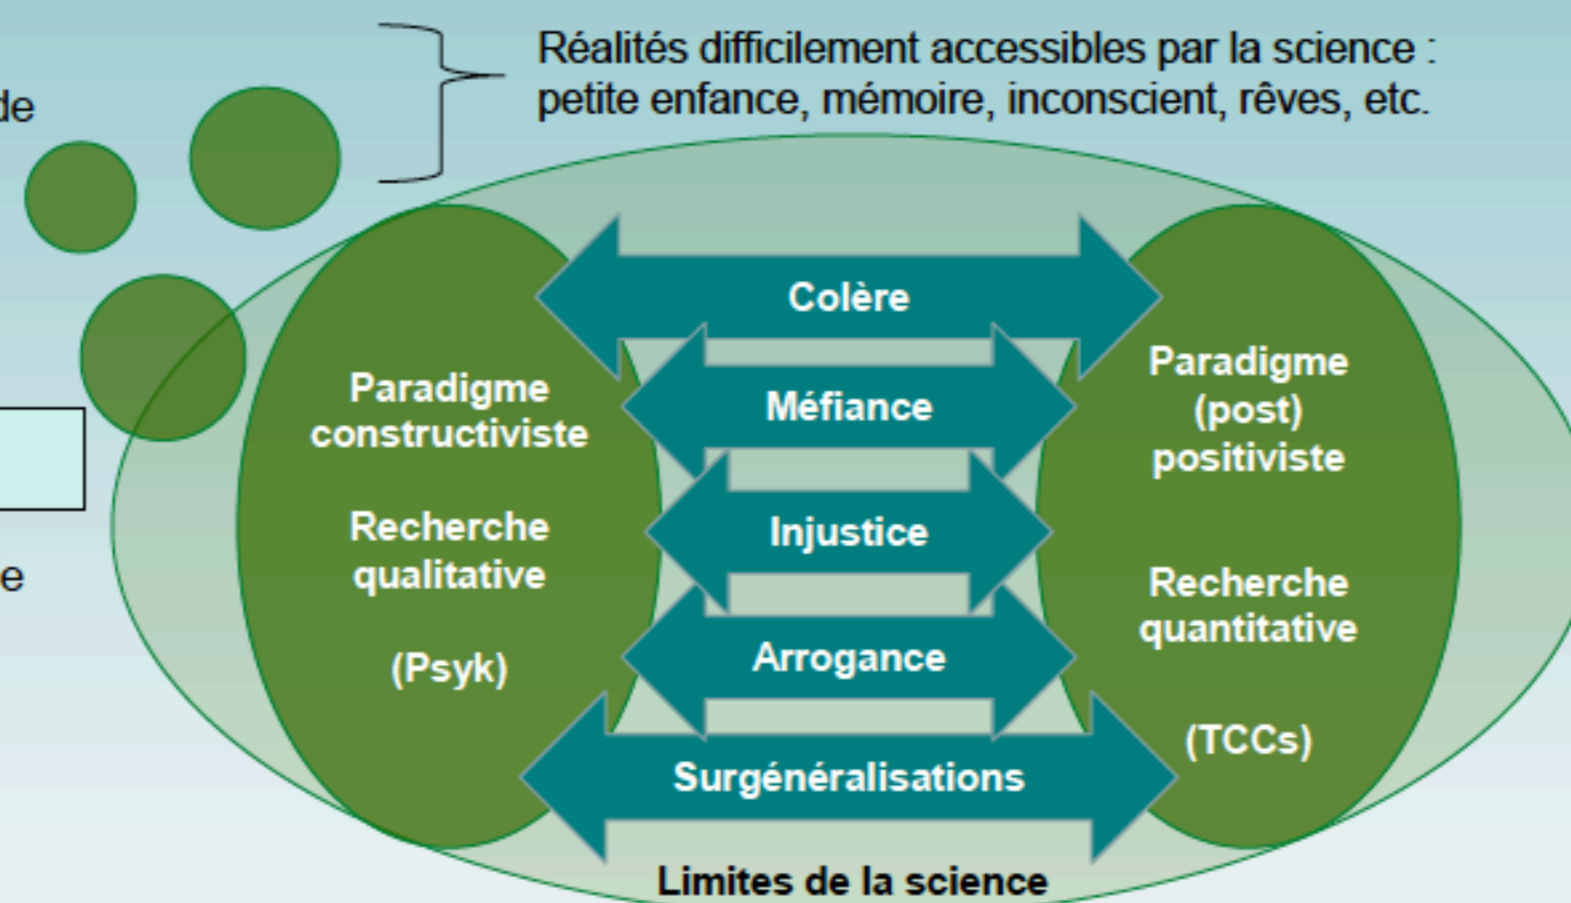 Réalités difficilement accessibles par la science :
petite enfance, mémoire, inconscient, rêves, etc.
de
e
Paradigme
constructiviste
Recherche
qualitative
(Psyk)
Colère
Méfiance
Injustice
Arrogance
Surgénéralisations
Paradigme
(post)
positiviste
Recherche
quantitative
(TCCs)
Limites de la science